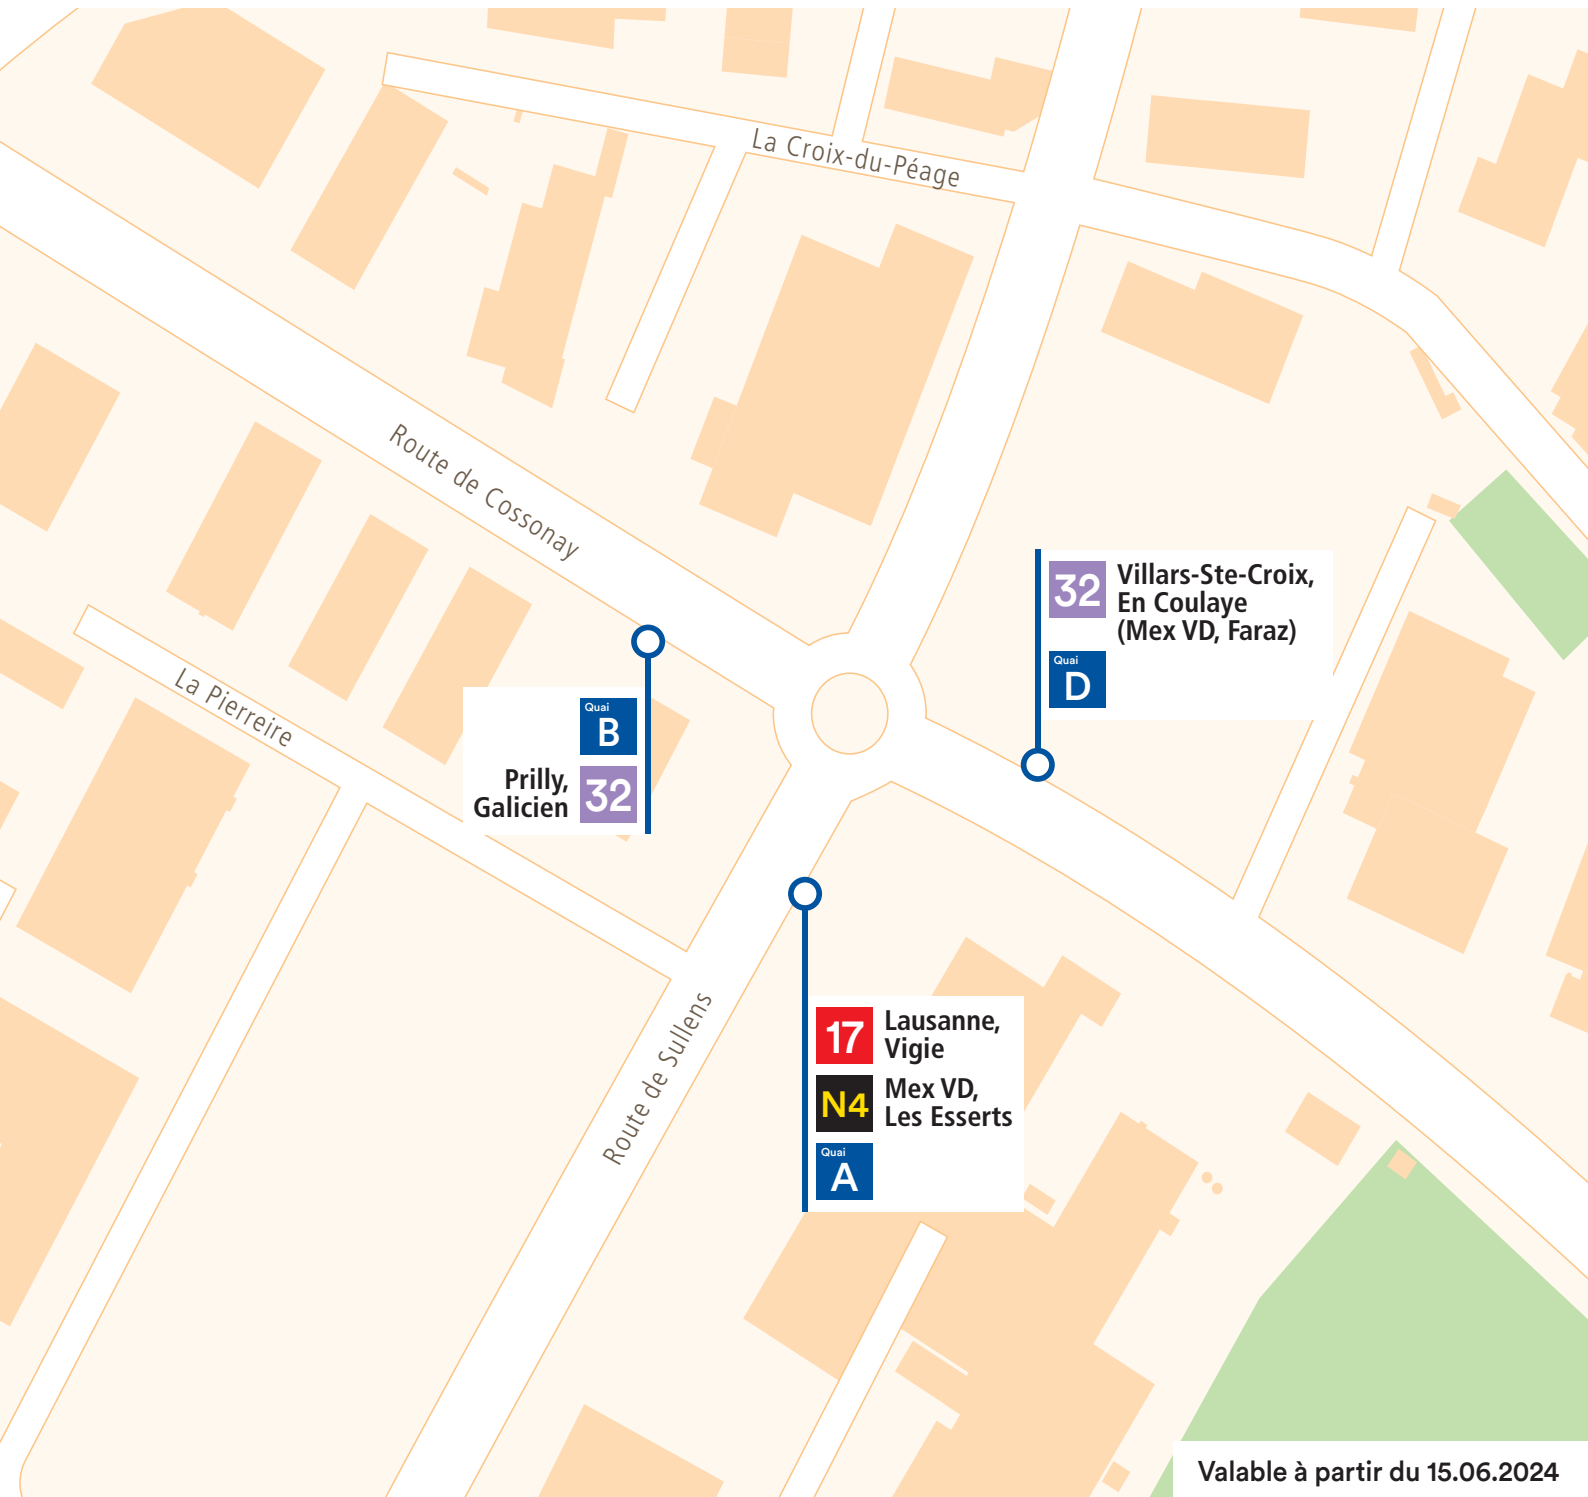 La Croix-du-Péage
Route de Cossonay
32
Villars-Ste-Croix,
En Coulaye
(Mex VD, Faraz)
Quai
D
La Pierreire
Quai
B
Prilly,
Galicien
32
Route de Sullens
17
Lausanne,
Vigie
N4
Mex VD,
Les Esserts
Quai
A
Valable à partir du 15.06.2024